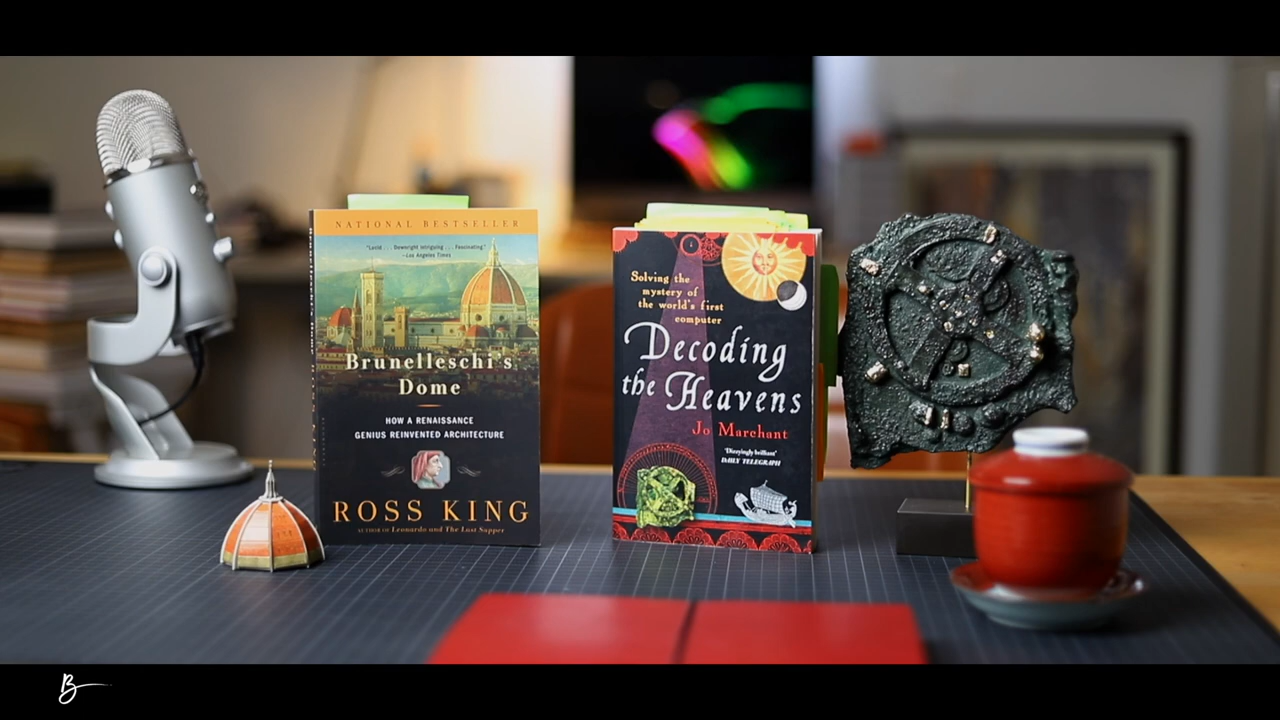 NATIONAL BESTSELLER
"Lucid . . . Downright intriguing . . . Fascinating."
—Los Angeles Times
Brunelleschi's
Dome
HOW A RENAISSANCE
GENIUS REINVENTED ARCHITECTURE
ROSS KING
AUTHOR OF Leonardo and The Last Supper
Solving the
mystery of
the world's first
computer
Decoding
the Heavens
Jo Marchant
'Dizzyingly brilliant'
DAILY TELEGRAPH
B